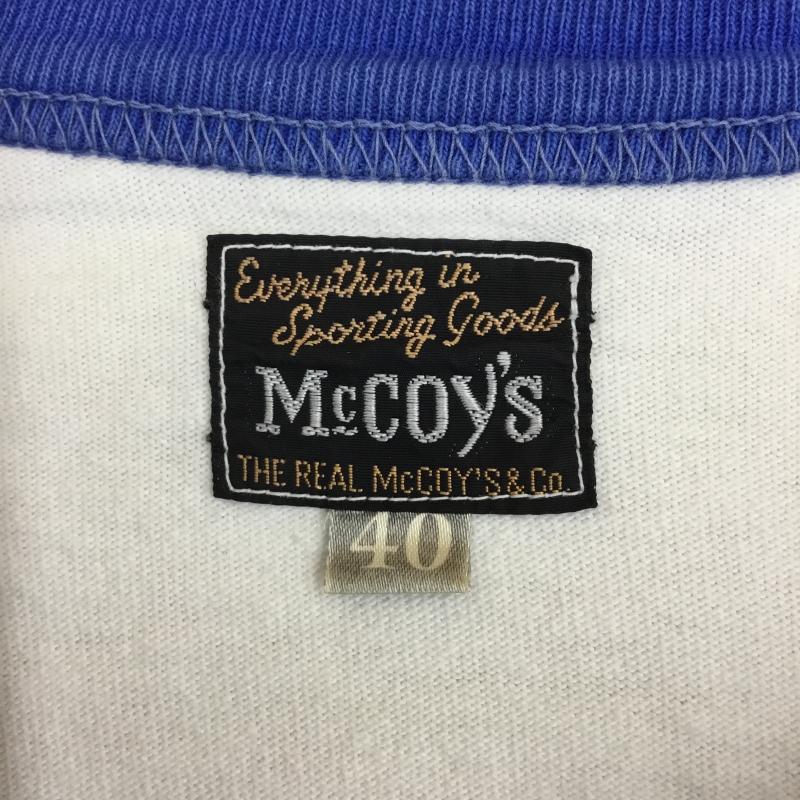 Everything in
Sporting Goods
McCOY'S
THE REAL McCOY'S & Co.
40